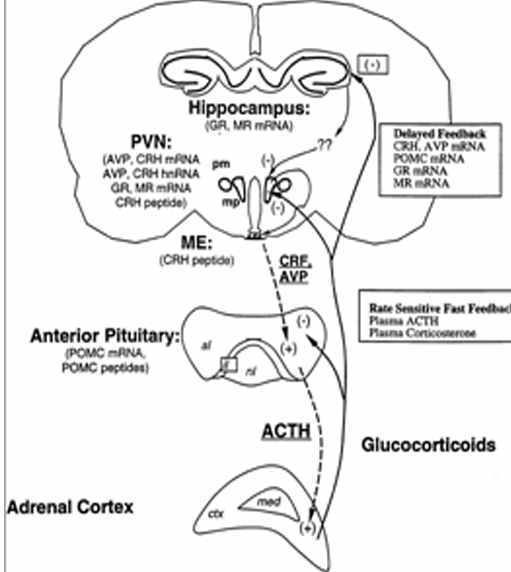 (-)
Hippocampus:
(GR, MR mRNA)
??
PVN:
(AVP, CRH mRNA
AVP, CRH hnRNA
GR, MR mRNA
CRH peptide)
pm
(-)
mp
(-)
Delayed Feedback
CRH, AVP mRNA
POMC mRNA
GR mRNA
MR mRNA
ME:
(CRH peptide)
CRF,
AVP
Rate Sensitive Fast Feedback
Plasma ACTH
Plasma Corticosterone
Anterior Pituitary:
(POMC mRNA,
POMC peptides)
al
(-)
(+)
nl
ACTH
Glucocorticoids
Adrenal Cortex
med
ctx
(+)